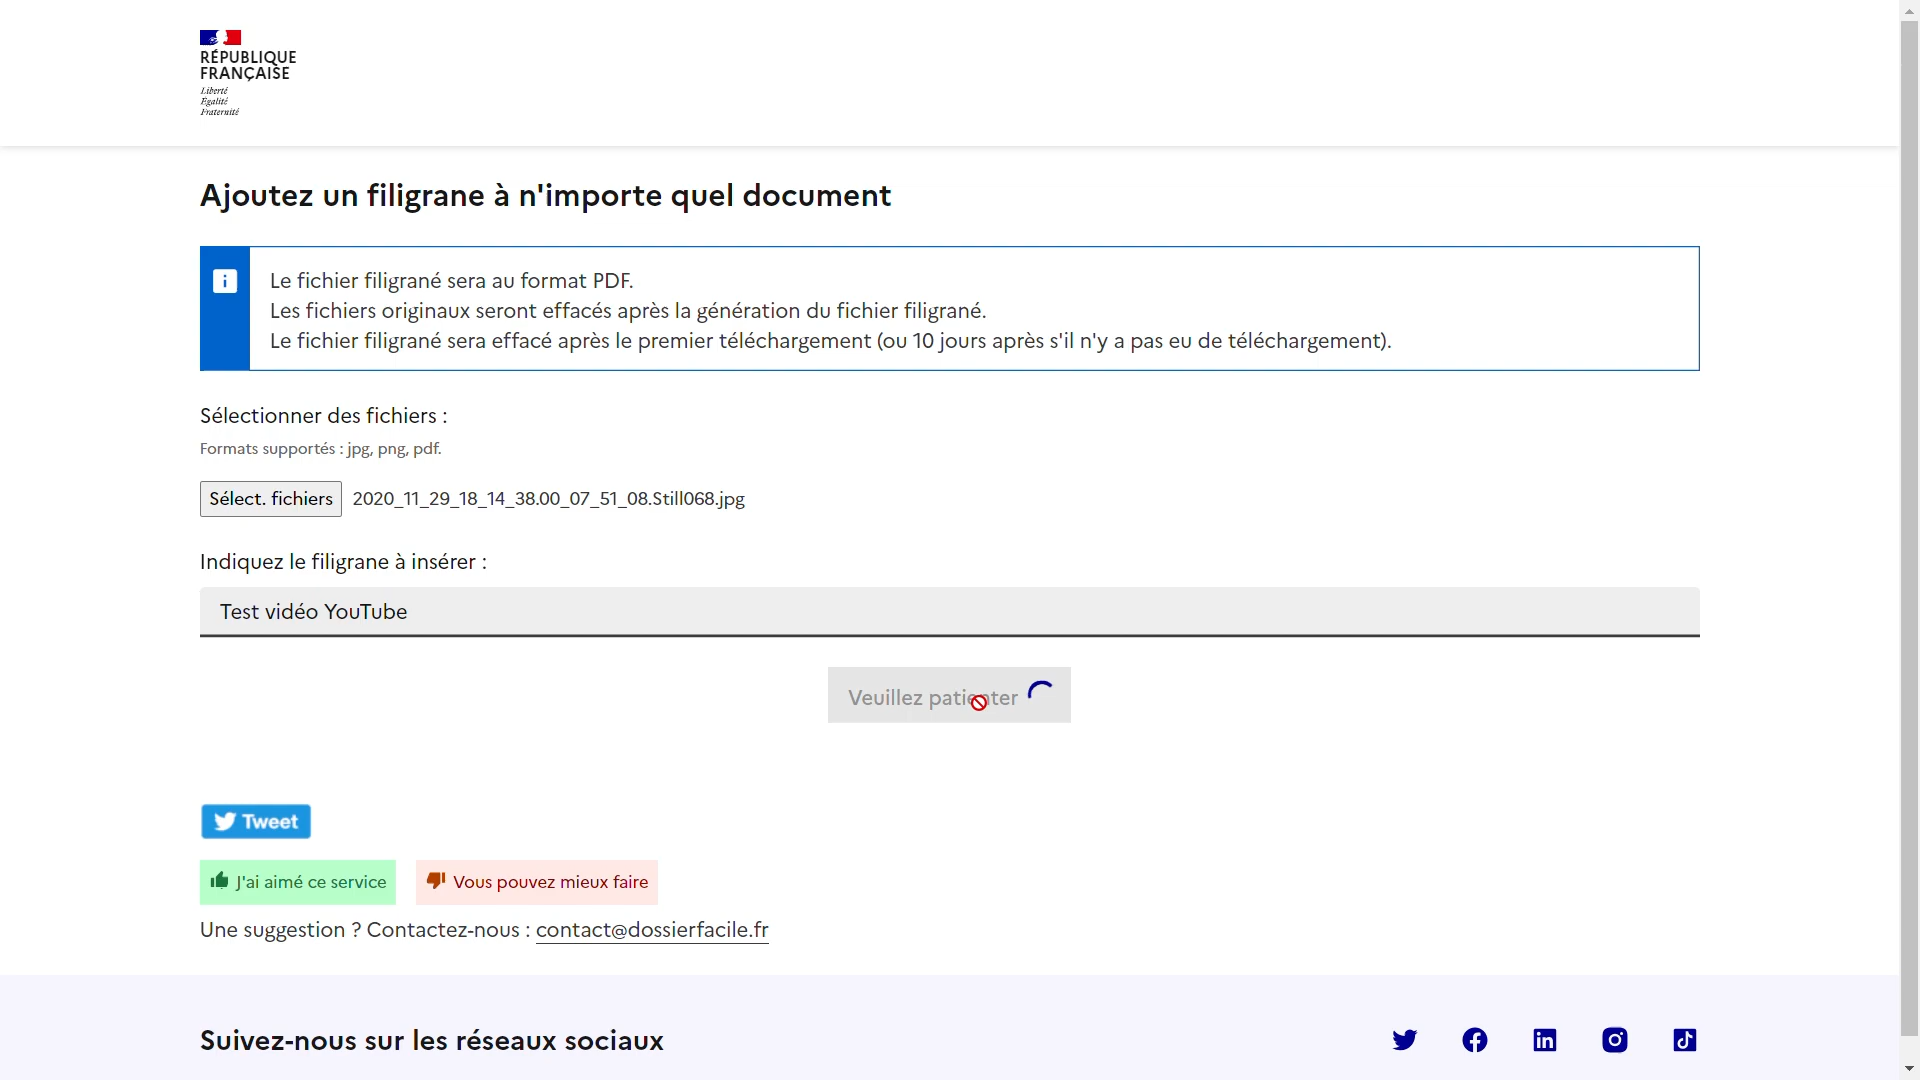 RÉPUBLIQUE
FRANÇAISE
Liberté
Égalité
Fraternité
Ajoutez un filigrane à n'importe quel document
Le fichier filigrané sera au format PDF.
Les fichiers originaux seront effacés après la génération du fichier filigrané.
Le fichier filigrané sera effacé après le premier téléchargement (ou 10 jours après s'il n'y a pas eu de téléchargement).
Sélectionner des fichiers :
Formats supportés : jpg, png, pdf.
Sélect. fichiers 2020_11_29_18_14_38.00_07_51_08.Still068.jpg
Indiquez le filigrane à insérer :
Test vidéo YouTube
Veuillez patienter
Tweet
J'ai aimé ce service Vous pouvez mieux faire
Une suggestion ? Contactez-nous : contact@dossierfacile.fr
Suivez-nous sur les réseaux sociaux